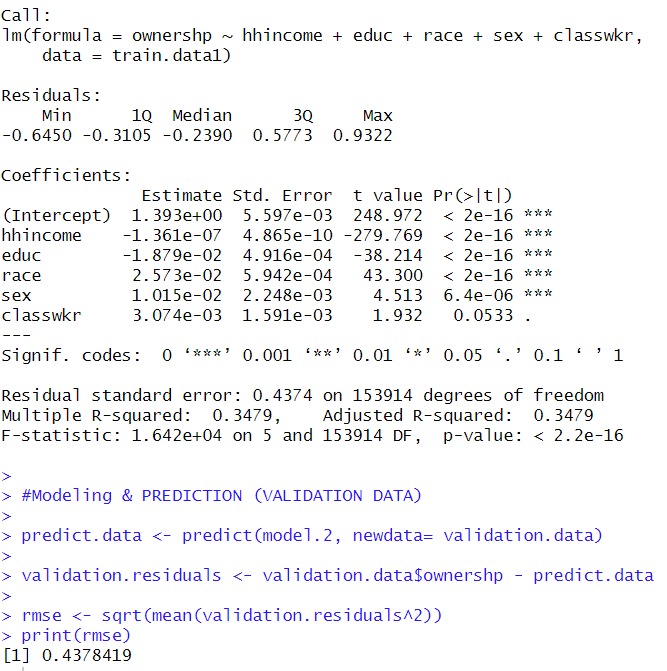 Call:
lm(formula = ownershp ~ hhincome + educ + race + sex + classwkr,
    data = train.data1)

Residuals:
    Min      1Q  Median      3Q     Max
-0.6450 -0.3105 -0.2390  0.5773  0.9322

Coefficients:
              Estimate Std. Error  t value Pr(>|t|)
(Intercept)  1.393e+00  5.597e-03  248.972  < 2e-16 ***
hhincome    -1.361e-07  4.865e-10 -279.769  < 2e-16 ***
educ        -1.879e-02  4.916e-04  -38.214  < 2e-16 ***
race         2.573e-02  5.942e-04   43.300  < 2e-16 ***
sex          1.015e-02  2.248e-03    4.513  6.4e-06 ***
classwkr     3.074e-03  1.591e-03    1.932   0.0533 .
---
Signif. codes:  0 ‘***’ 0.001 ‘**’ 0.01 ‘*’ 0.05 ‘.’ 0.1 ‘ ’ 1

Residual standard error: 0.4374 on 153914 degrees of freedom
Multiple R-squared:  0.3479,    Adjusted R-squared:  0.3479
F-statistic: 1.642e+04 on 5 and 153914 DF,  p-value: < 2.2e-16

>
> #Modeling & PREDICTION (VALIDATION DATA)
>
> predict.data <- predict(model.2, newdata= validation.data)
>
> validation.residuals <- validation.data$ownershp - predict.data
>
> rmse <- sqrt(mean(validation.residuals^2))
> print(rmse)
[1] 0.4378419